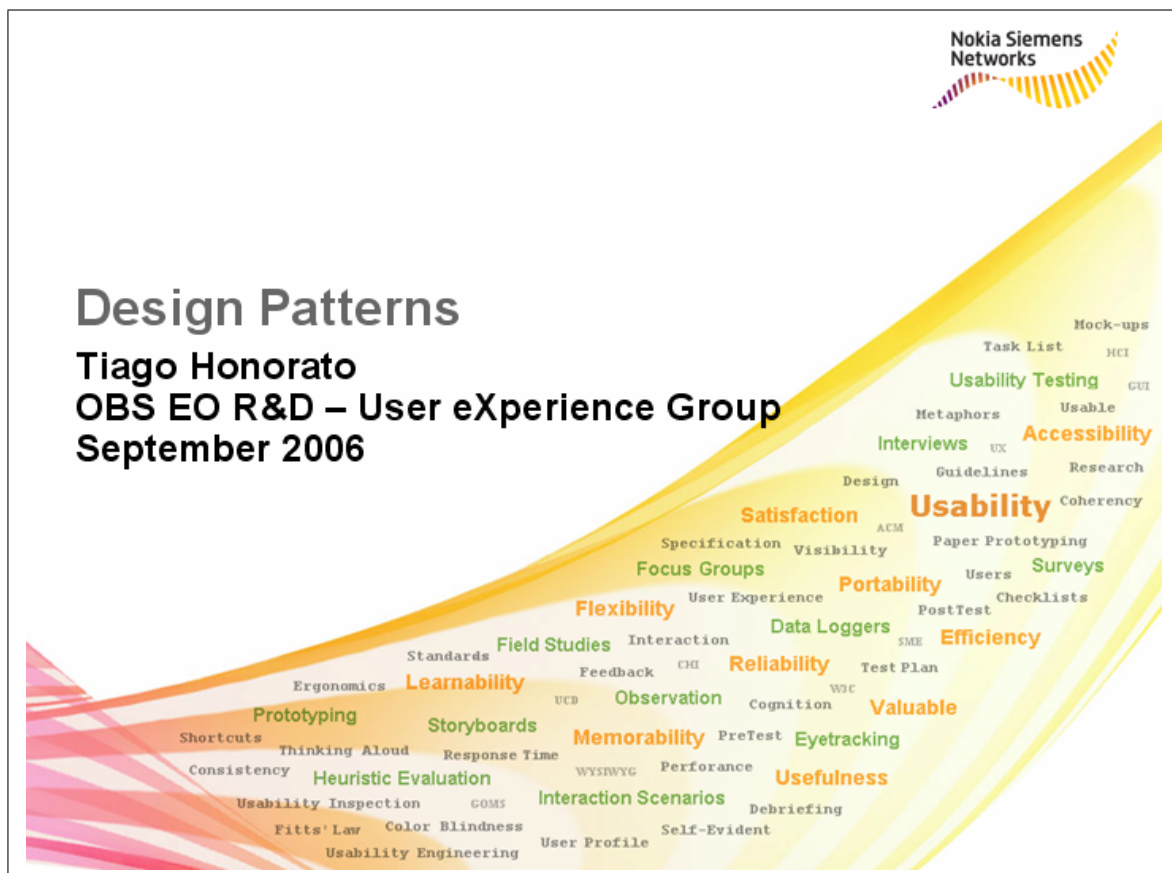 Nokia Siemens
Networks
Design Patterns
Tiago Honorato
OBS EO R&D – User eXperience Group
September 2006
Mock-ups
Task List
HCI
Usability Testing
GUI
Metaphors
Usable
Interviews
UX
Accessibility
Guidelines
Research
Design
Usability
Coherency
Satisfaction
ACM
Specification
Visibility
Paper Prototyping
Focus Groups
Portability
Users
Surveys
Flexibility
User Experience
PostTest
Checklists
Field Studies
Interaction
Data Loggers
SME
Efficiency
Standards
Feedback
CHI
Reliability
Test Plan
Ergonomics
Learnability
UCD
Observation
Cognition
W3C
Valuable
Prototyping
Storyboards
Shortcuts
Thinking Aloud
Response Time
Memorability
PreTest
Eyetracking
Consistency
Heuristic Evaluation
WYSIWYG
Perforance
Usefulness
Usability Inspection
GOMS
Interaction Scenarios
Debriefing
Fitts' Law
Color Blindness
User Profile
Self-Evident
Usability Engineering